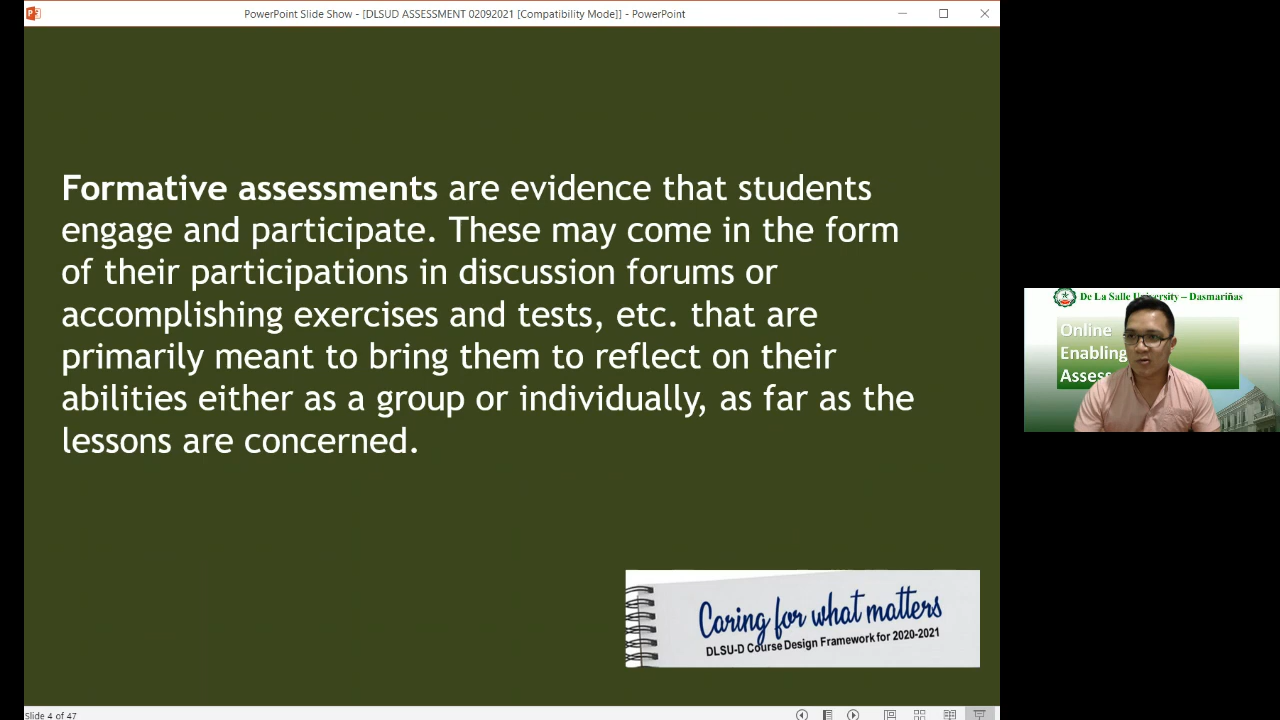 PowerPoint Slide Show - [DLSUD ASSESSMENT 02092021 [Compatibility Mode]] - PowerPoint
Formative assessments are evidence that students
engage and participate. These may come in the form
of their participations in discussion forums or
accomplishing exercises and tests, etc. that are
primarily meant to bring them to reflect on their
abilities either as a group or individually, as far as the
lessons are concerned.
Caring for what matters
DLSU-D Course Design Framework for 2020-2021
Slide 4 of 47
De La Salle University – Dasmariñas
Online
Enabling
Assess